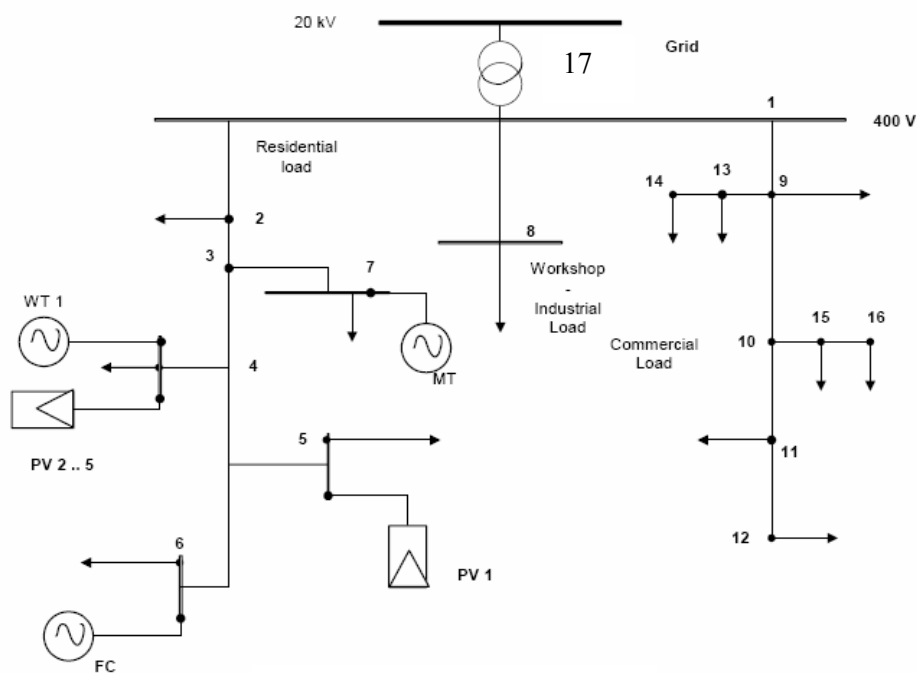 20 kV
17
Grid
1
400 V
Residential
load
14
13
9
2
8
3
7
Workshop
-
Industrial
Load
WT 1
15
16
Commercial
Load
10
4
MT
5
11
PV 2 .. 5
12
6
PV 1
FC